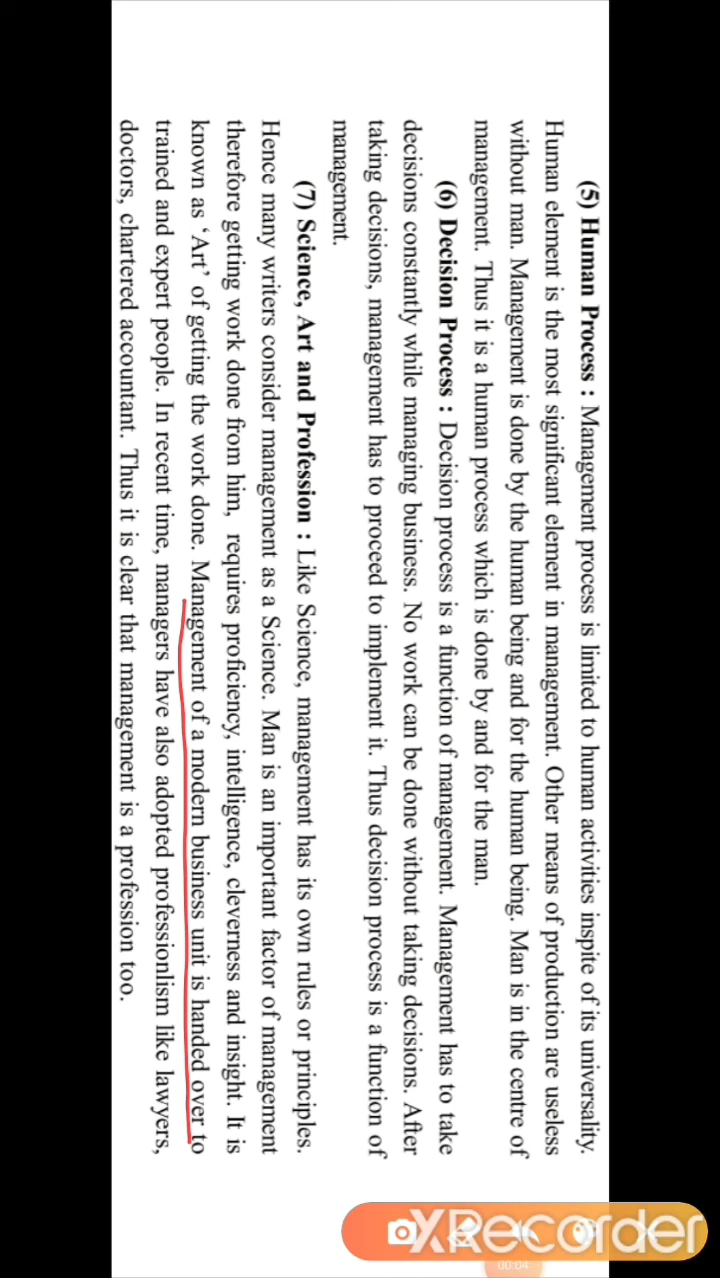 (5) Human Process : Management process is limited to human activities inspite of its universality.
Human element is the most significant element in management. Other means of production are useless
without man. Management is done by the human being and for the human being. Man is in the centre of
management. Thus it is a human process which is done by and for the man.
(6) Decision Process : Decision process is a function of management. Management has to take
decisions constantly while managing business. No work can be done without taking decisions. After
taking decisions, management has to proceed to implement it. Thus decision process is a function of
management.
(7) Science, Art and Profession : Like Science, management has its own rules or principles.
Hence many writers consider management as a Science. Man is an important factor of management
therefore getting work done from him, requires proficiency, intelligence, cleverness and insight. It is
known as ‘Art’ of getting the work done. Management of a modern business unit is handed over to
trained and expert people. In recent time, managers have also adopted professionlism like lawyers,
doctors, chartered accountant. Thus it is clear that management is a profession too.
XRecorder
00:04